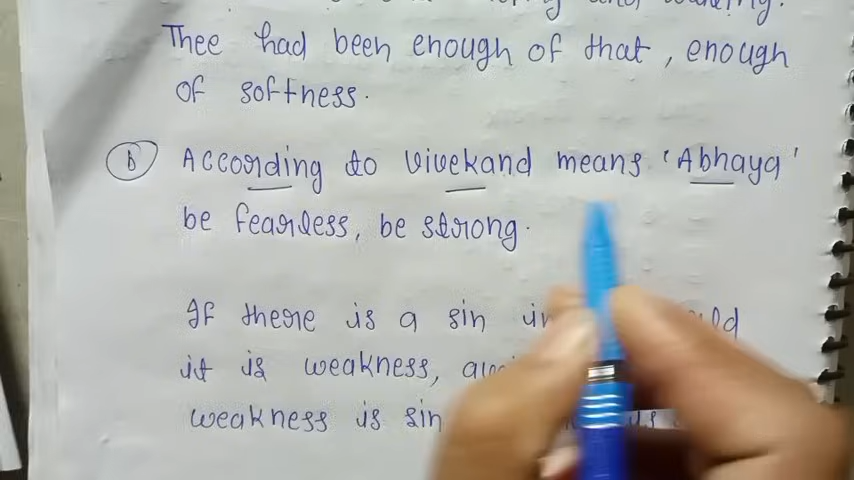 Thee had been enough of that, enough
of softness.
B According to Vivekand means 'Abhaya'
be fearless, be strong.
If there is a sin in
it is weakness,
weakness is sin